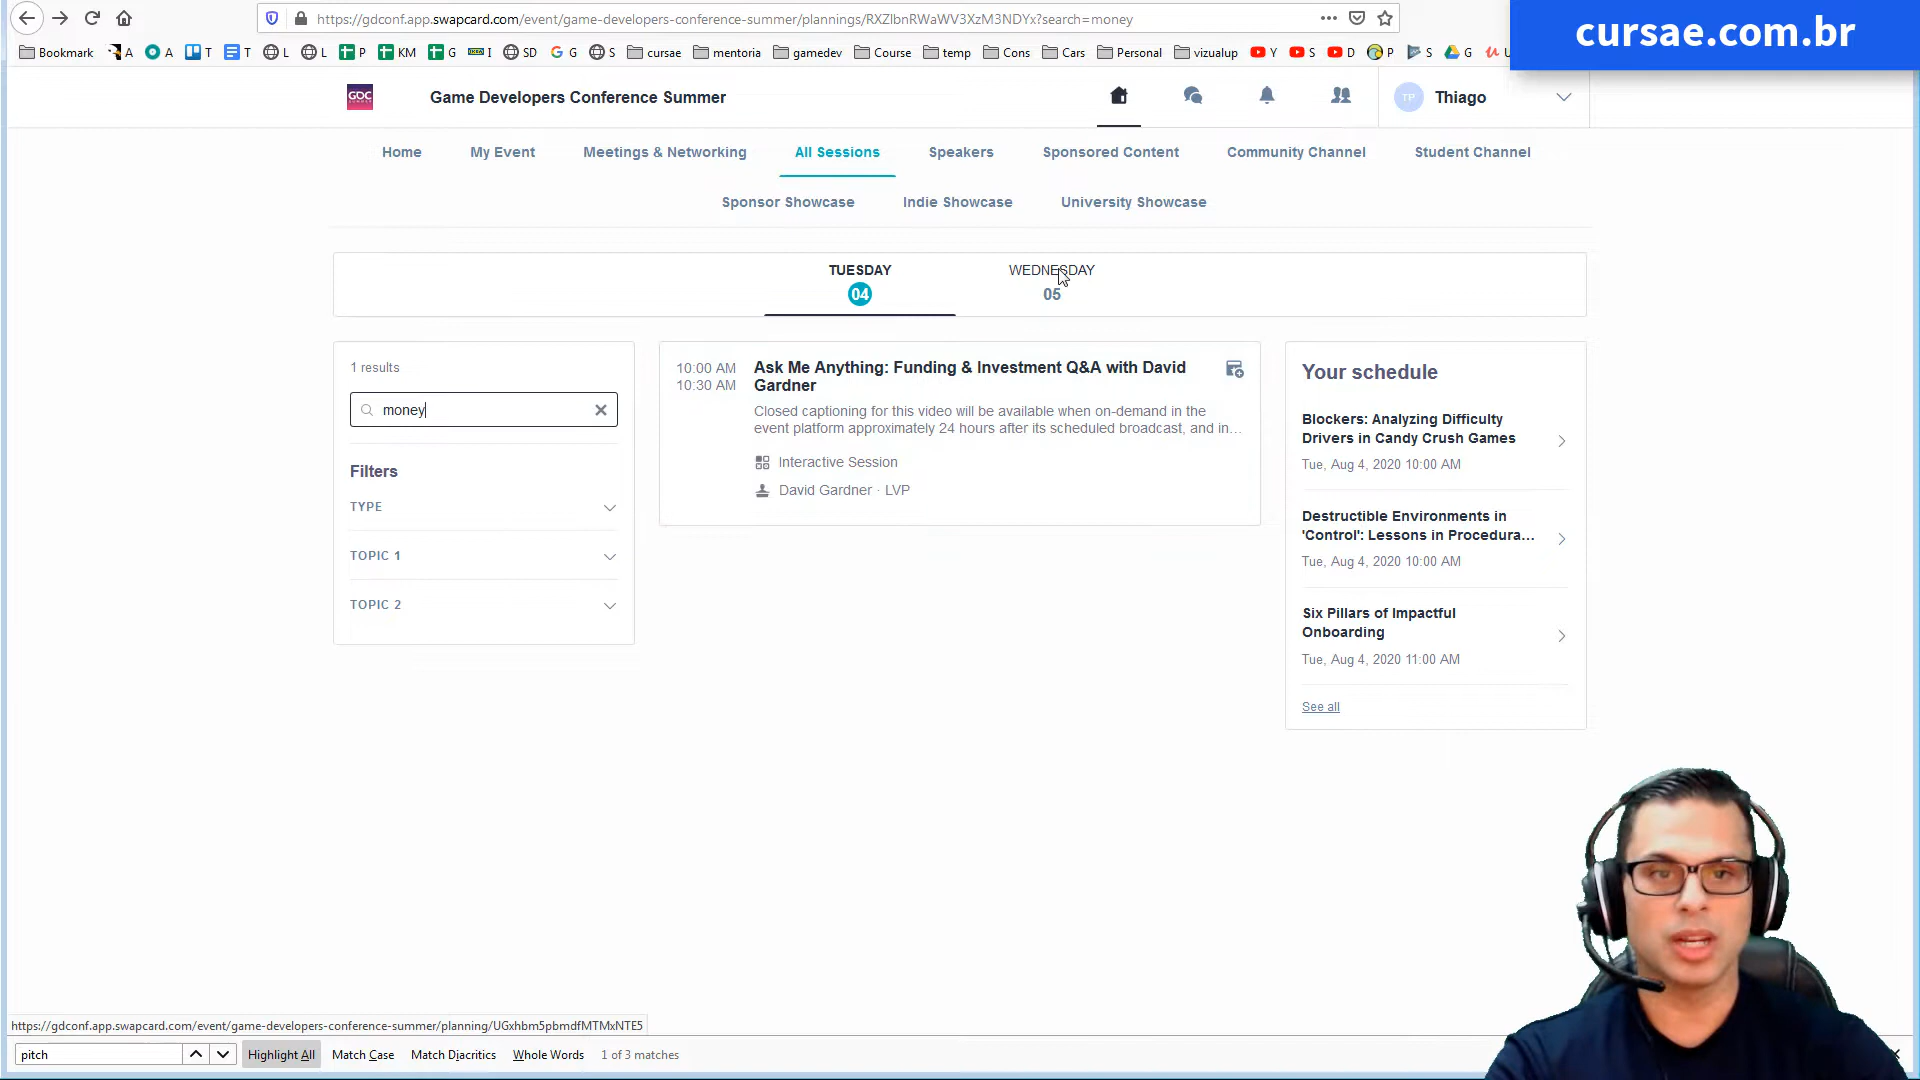 https://gdconf.app.swapcard.com/event/game-developers-conference-summer/plannings/RXZlbnRWaWV3XzM3NDYx?search=money
cursae.com.br
Bookmark A A T T L L P KM G I SD G S cursae mentoria gamedev Course temp Cons Cars Personal vizualup Y S D P S G
GDC
SUMMER
Game Developers Conference Summer
TP Thiago
Home My Event Meetings & Networking All Sessions Speakers Sponsored Content Community Channel Student Channel
Sponsor Showcase Indie Showcase University Showcase
TUESDAY WEDNESDAY
04 05
1 results
money
Filters
TYPE
TOPIC 1
TOPIC 2
10:00 AM
10:30 AM
Ask Me Anything: Funding & Investment Q&A with David
Gardner
Closed captioning for this video will be available when on-demand in the
event platform approximately 24 hours after its scheduled broadcast, and in…
Interactive Session
David Gardner · LVP
Your schedule
Blockers: Analyzing Difficulty
Drivers in Candy Crush Games
Tue, Aug 4, 2020 10:00 AM
Destructible Environments in
'Control': Lessons in Procedura…
Tue, Aug 4, 2020 10:00 AM
Six Pillars of Impactful
Onboarding
Tue, Aug 4, 2020 11:00 AM
See all
https://gdconf.app.swapcard.com/event/game-developers-conference-summer/planning/UGxhbm5pbmdfMTMxNTE5
pitch Highlight All Match Case Match Diacritics Whole Words 1 of 3 matches